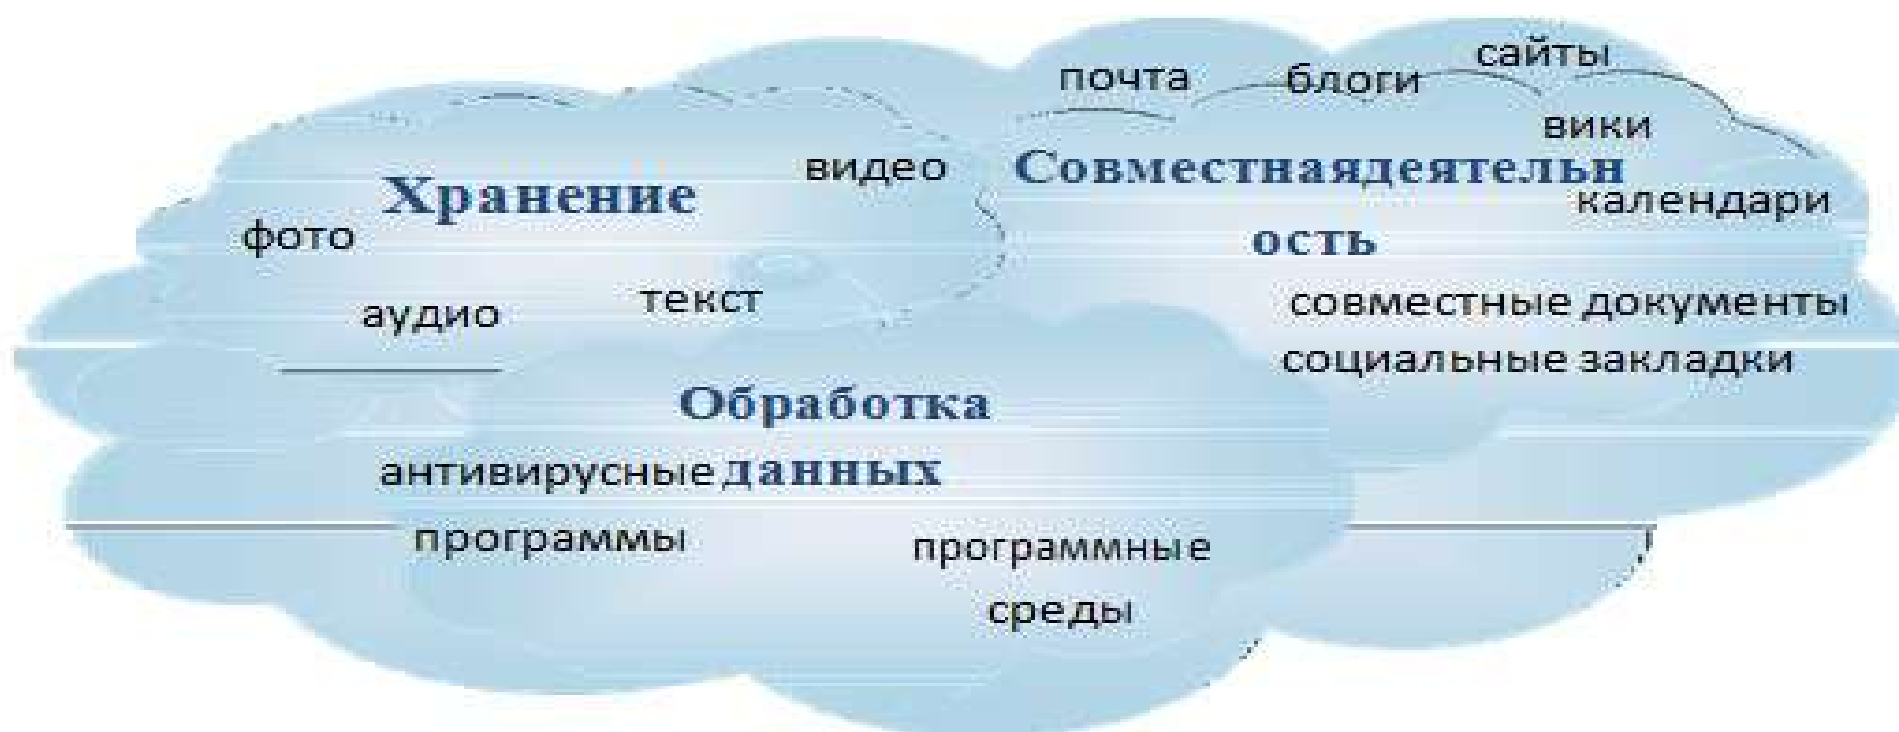 Хранение
видео
фото
аудио
текст
почта
блоги
сайты
вики
Совместнаядеятельн
ость
календари
совместные документы
социальные закладки
Обработка
данных
антивирусные
программы
программные
среды